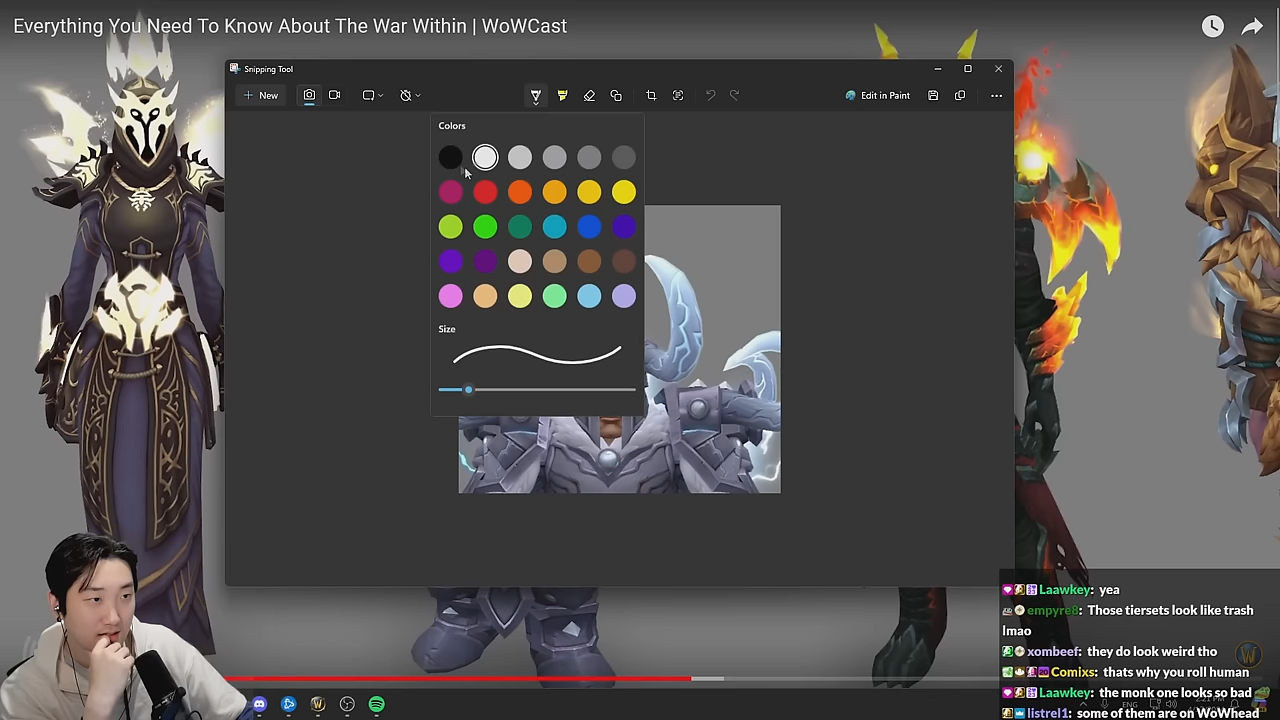 Everything You Need To Know About The War Within | WoWCast
Snipping Tool
New
Edit in Paint
Colors
Size
Laawkey: yea
empyre8: Those tiersets look like trash
lmao
xombeef: they do look weird tho
Comixs: thats why you roll human
Laawkey: the monk one looks so bad
ENG
listrel1: some of them are on WoWhead